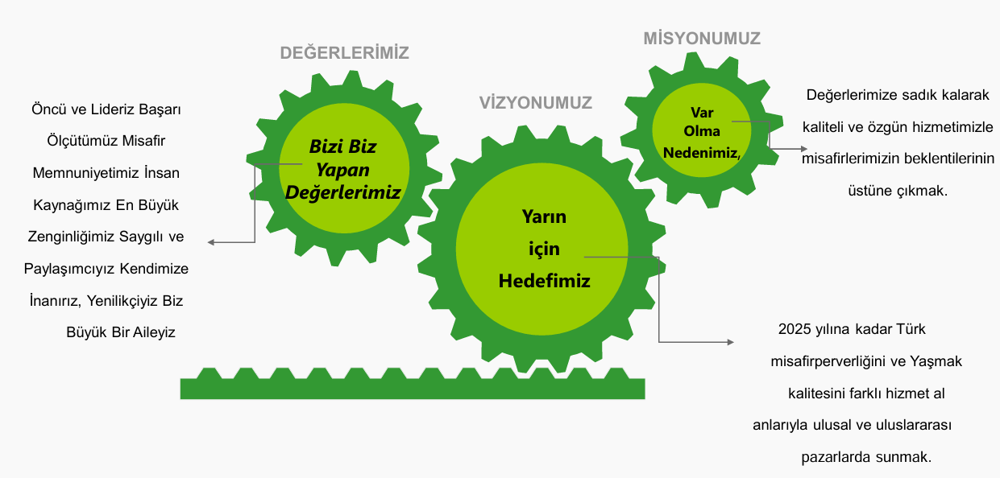 DEĞERLERİMİZ
Öncü ve Lideriz Başarı
Ölçütümüz Misafir
Memnuniyetimiz İnsan
Kaynağımız En Büyük
Zenginliğimiz Saygılı ve
Paylaşımcıyız Kendimize
İnanırız, Yenilikçiyiz Biz
Büyük Bir Aileyiz
Bizi Biz
Yapan
Değerlerimiz
VİZYONUMUZ
Yarın
için
Hedefimiz
2025 yılına kadar Türk
misafirperverliğini ve Yaşmak
kalitesini farklı hizmet al
anlarıyla ulusal ve uluslararası
pazarlarda sunmak.
MİSYONUMUZ
Var
Olma
Nedenimiz,
Değerlerimize sadık kalarak
kaliteli ve özgün hizmetimizle
misafirlerimizin beklentilerinin
üstüne çıkmak.